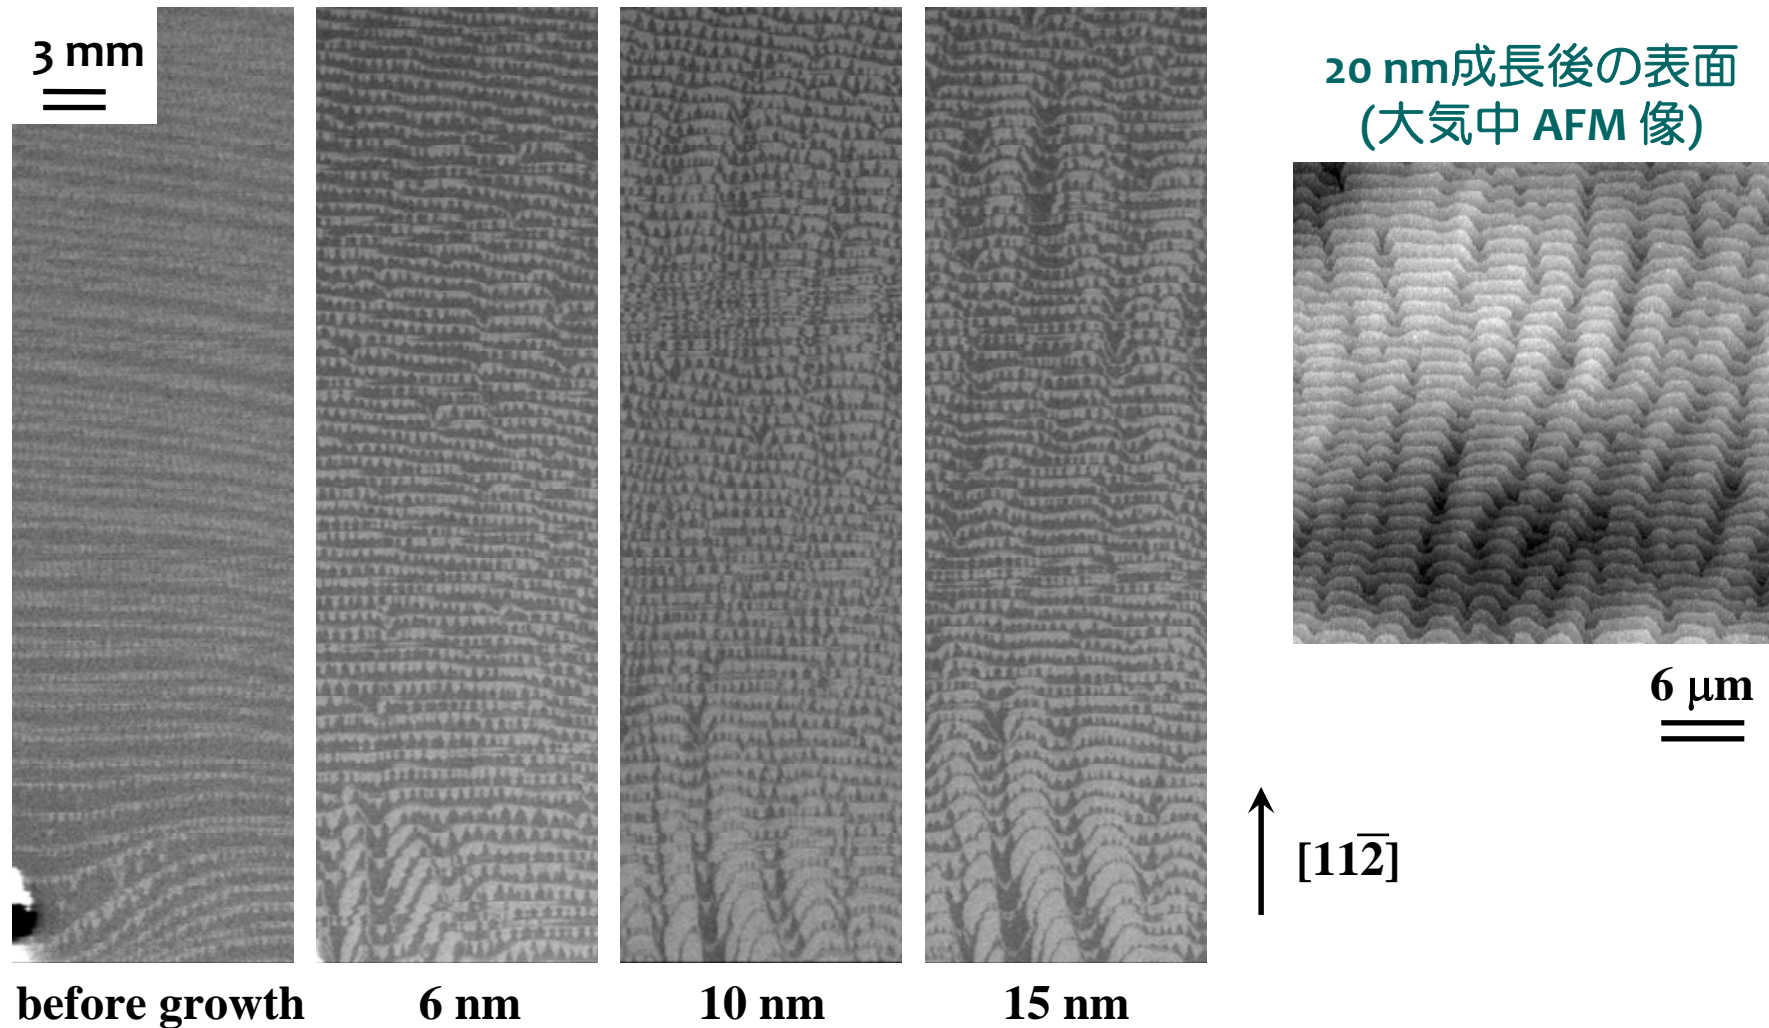 3 mm
20 nm成長後の表面
(大気中 AFM 像)
6 μm
[112̅]
before growth
6 nm
10 nm
15 nm